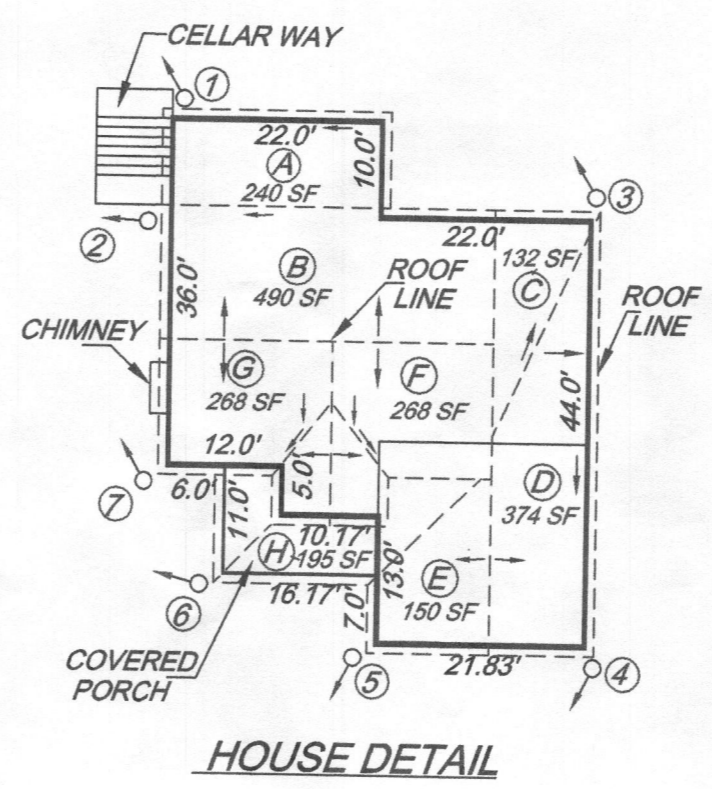 CELLAR WAY
1
22.0'
10.0'
A
240 SF
3
2
22.0'
132 SF
C
B
490 SF
36.0'
ROOF
LINE
ROOF
LINE
CHIMNEY
G
268 SF
F
268 SF
44.0'
12.0'
5.0'
7
6.0'
11.0'
D
374 SF
10.17'
H
195 SF
13.0'
E
150 SF
6
16.17'
7.0'
COVERED
PORCH
5
21.83'
4
HOUSE DETAIL